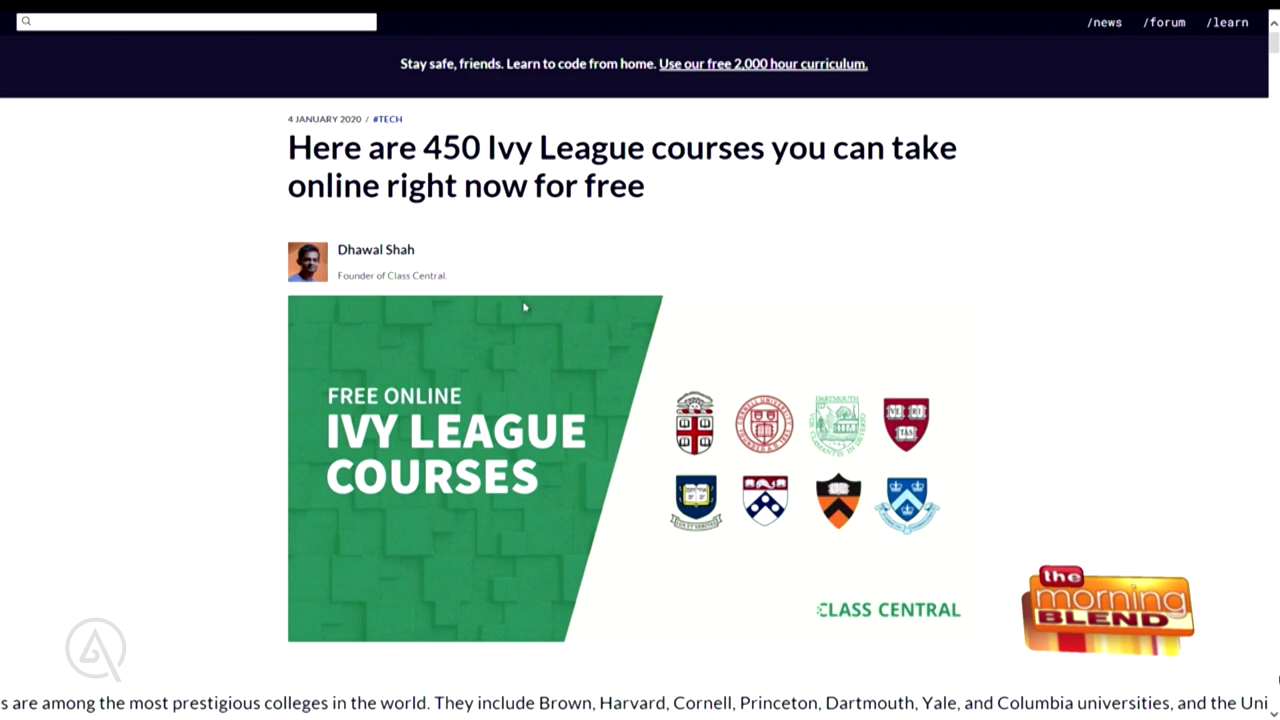 /news /forum /learn
Stay safe, friends. Learn to code from home. Use our free 2,000 hour curriculum.
4 JANUARY 2020 / #TECH
Here are 450 Ivy League courses you can take
online right now for free
Dhawal Shah
Founder of Class Central.
FREE ONLINE
IVY LEAGUE
COURSES
CLASS CENTRAL
the
morning
BLEND
s are among the most prestigious colleges in the world. They include Brown, Harvard, Cornell, Princeton, Dartmouth, Yale, and Columbia universities, and the Uni